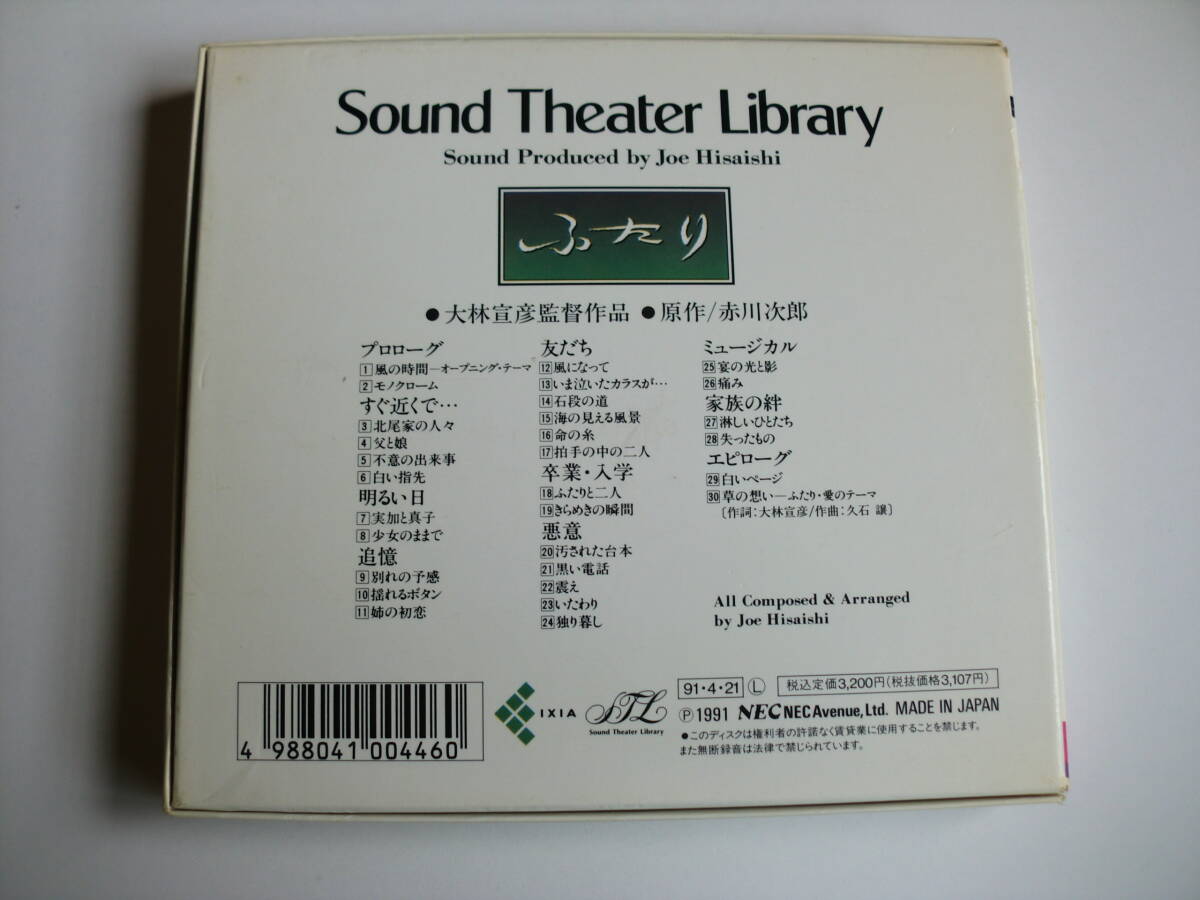 Sound Theater Library
Sound Produced by Joe Hisaishi
ふたり
●大林宣彦監督作品 ●原作/赤川次郎
プロローグ
1 風の時間—オープニング・テーマ
2 モノクローム
すぐ近くで…
3 北尾家の人々
4 父と娘
5 不意の出来事
6 白い指先
明るい日
7 実加と真子
8 少女のままで
追憶
9 別れの予感
10 揺れるボタン
11 姉の初恋
友だち
12 風になって
13 いま泣いたカラスが…
14 石段の道
15 海の見える風景
16 命の糸
17 拍手の中の二人
卒業・入学
18 ふたりと二人
19 きらめきの瞬間
悪意
20 汚された台本
21 黒い電話
22 震え
23 いたわり
24 独り暮し
ミュージカル
25 宴の光と影
26 痛み
家族の絆
27 淋しいひとたち
28 失ったもの
エピローグ
29 白いページ
30 草の想い—ふたり・愛のテーマ
〔作詞:大林宣彦/作曲:久石 譲〕
All Composed & Arranged
by Joe Hisaishi
4 988041 004460
IXIA
STL
Sound Theater Library
91・4・21 Ⓛ 税込定価3,200円(税抜価格3,107円)
Ⓟ1991 NEC NEC Avenue, Ltd. MADE IN JAPAN
●このディスクは権利者の許諾なく賃貸業に使用することを禁じます。
また無断録音は法律で禁じられています。